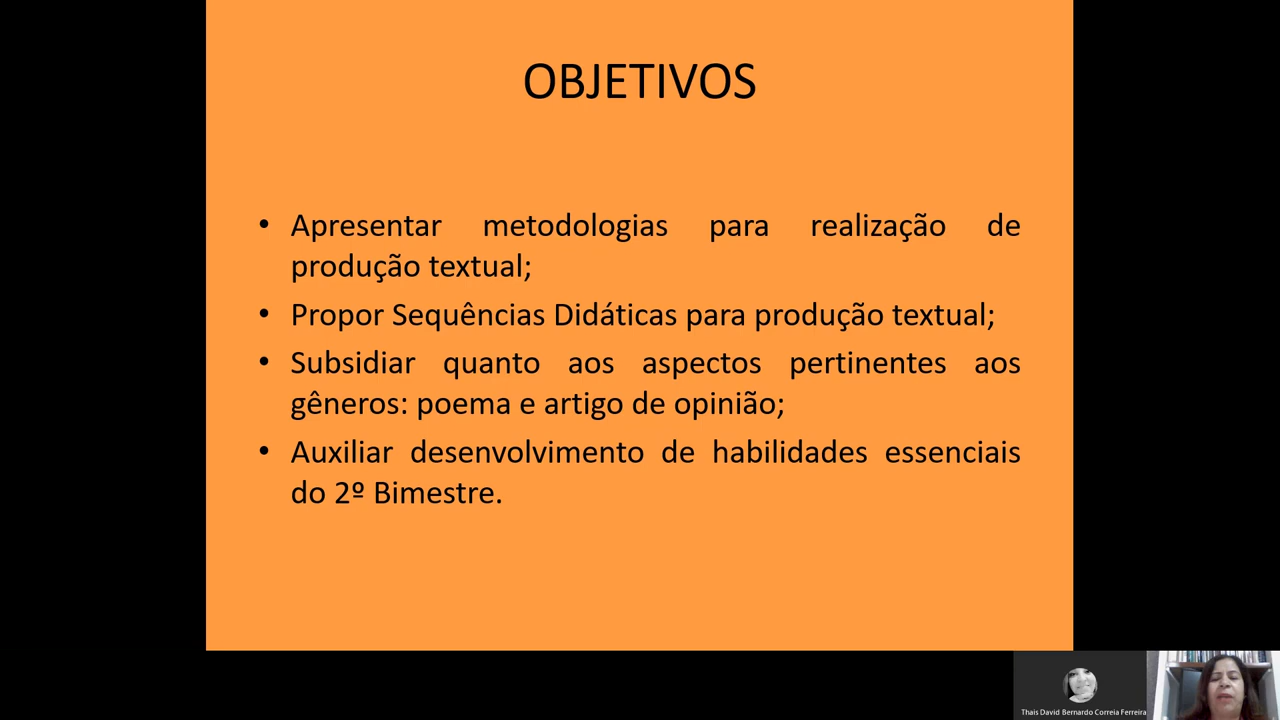 OBJETIVOS
• Apresentar metodologias para realização de
produção textual;
• Propor Sequências Didáticas para produção textual;
• Subsidiar quanto aos aspectos pertinentes aos
gêneros: poema e artigo de opinião;
• Auxiliar desenvolvimento de habilidades essenciais
do 2º Bimestre.
Thais David Bernardo Correia Ferreira